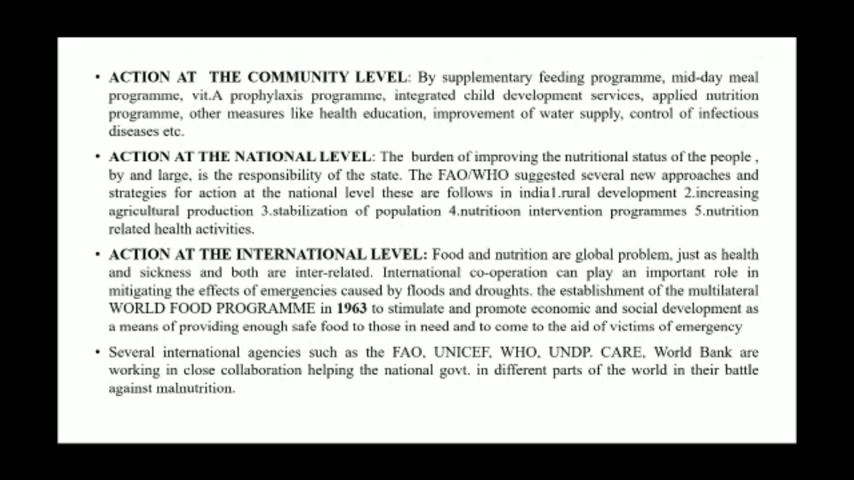 • ACTION AT THE COMMUNITY LEVEL: By supplementary feeding programme, mid-day meal
programme, vit.A prophylaxis programme, integrated child development services, applied nutrition
programme, other measures like health education, improvement of water supply, control of infectious
diseases etc.
• ACTION AT THE NATIONAL LEVEL: The burden of improving the nutritional status of the people ,
by and large, is the responsibility of the state. The FAO/WHO suggested several new approaches and
strategies for action at the national level these are follows in india1.rural development 2.increasing
agricultural production 3.stabilization of population 4.nutritioon intervention programmes 5.nutrition
related health activities.
• ACTION AT THE INTERNATIONAL LEVEL: Food and nutrition are global problem, just as health
and sickness and both are inter-related. International co-operation can play an important role in
mitigating the effects of emergencies caused by floods and droughts. the establishment of the multilateral
WORLD FOOD PROGRAMME in 1963 to stimulate and promote economic and social development as
a means of providing enough safe food to those in need and to come to the aid of victims of emergency
• Several international agencies such as the FAO, UNICEF, WHO, UNDP. CARE, World Bank are
working in close collaboration helping the national govt. in different parts of the world in their battle
against malnutrition.